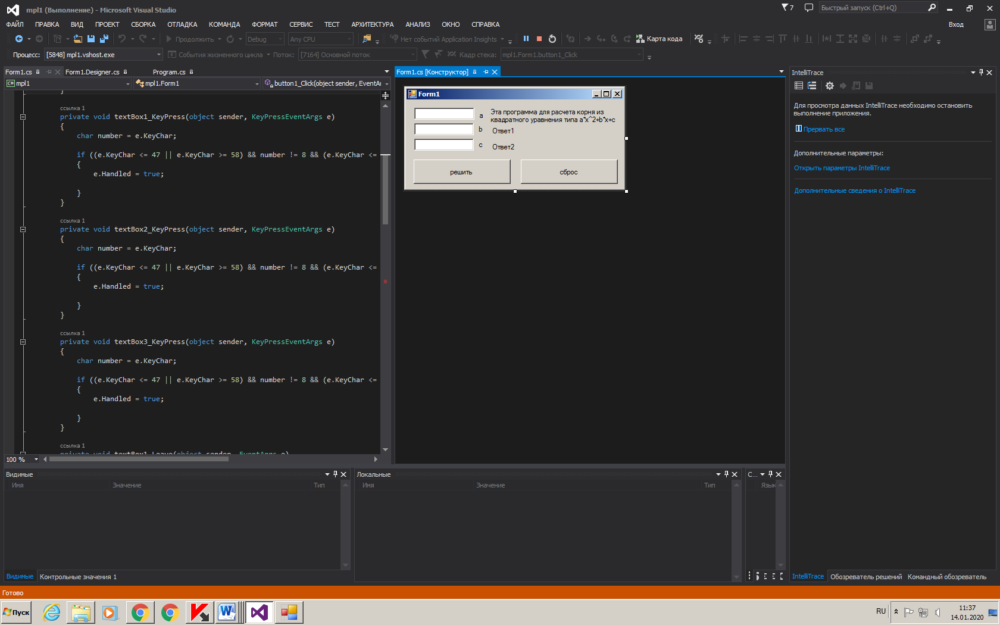 mpl1 (Выполнение) - Microsoft Visual Studio
7
Быстрый запуск (Ctrl+Q)
ФАЙЛ ПРАВКА ВИД ПРОЕКТ СБОРКА ОТЛАДКА КОМАНДА ФОРМАТ СЕРВИС ТЕСТ АРХИТЕКТУРА АНАЛИЗ ОКНО СПРАВКА
Вход
Продолжить Debug Any CPU Нет событий Application Insights Карта кода
Процесс: [5848] mpl1.vshost.exe События жизненного цикла Поток: [7164] Основной поток Кадр стека: mpl1.Form1.button1_Click
Form1.cs Form1.Designer.cs Program.cs
mpl1 mpl1.Form1 button1_Click(object sender, EventAr
}
ссылка 1
private void textBox1_KeyPress(object sender, KeyPressEventArgs e)
{
char number = e.KeyChar;
if ((e.KeyChar <= 47 || e.KeyChar >= 58) && number != 8 && (e.KeyChar <=
{
e.Handled = true;
}
}
ссылка 1
private void textBox2_KeyPress(object sender, KeyPressEventArgs e)
{
char number = e.KeyChar;
if ((e.KeyChar <= 47 || e.KeyChar >= 58) && number != 8 && (e.KeyChar <=
{
e.Handled = true;
}
}
ссылка 1
private void textBox3_KeyPress(object sender, KeyPressEventArgs e)
{
char number = e.KeyChar;
if ((e.KeyChar <= 47 || e.KeyChar >= 58) && number != 8 && (e.KeyChar <=
{
e.Handled = true;
}
}
ссылка 1
private void textBox1_Leave(object sender, EventArgs e)
100 %
Form1.cs [Конструктор]
Form1
a
b
c
Эта программа для расчета корня из
квадратного уравнения типа a*x^2+b*x+c
Ответ1
Ответ2
решить сброс
IntelliTrace
Для просмотра данных IntelliTrace необходимо остановить
выполнение приложения.
Прервать все
Дополнительные параметры:
Открыть параметры IntelliTrace
Дополнительные сведения о IntelliTrace
Видимые
Имя Значение Тип
Видимые Контрольные значения 1
Локальные
Имя Значение Тип
С...
Язык
IntelliTrace Обозреватель решений Командный обозреватель
Готово
Пуск
RU
11:37
14.01.2020